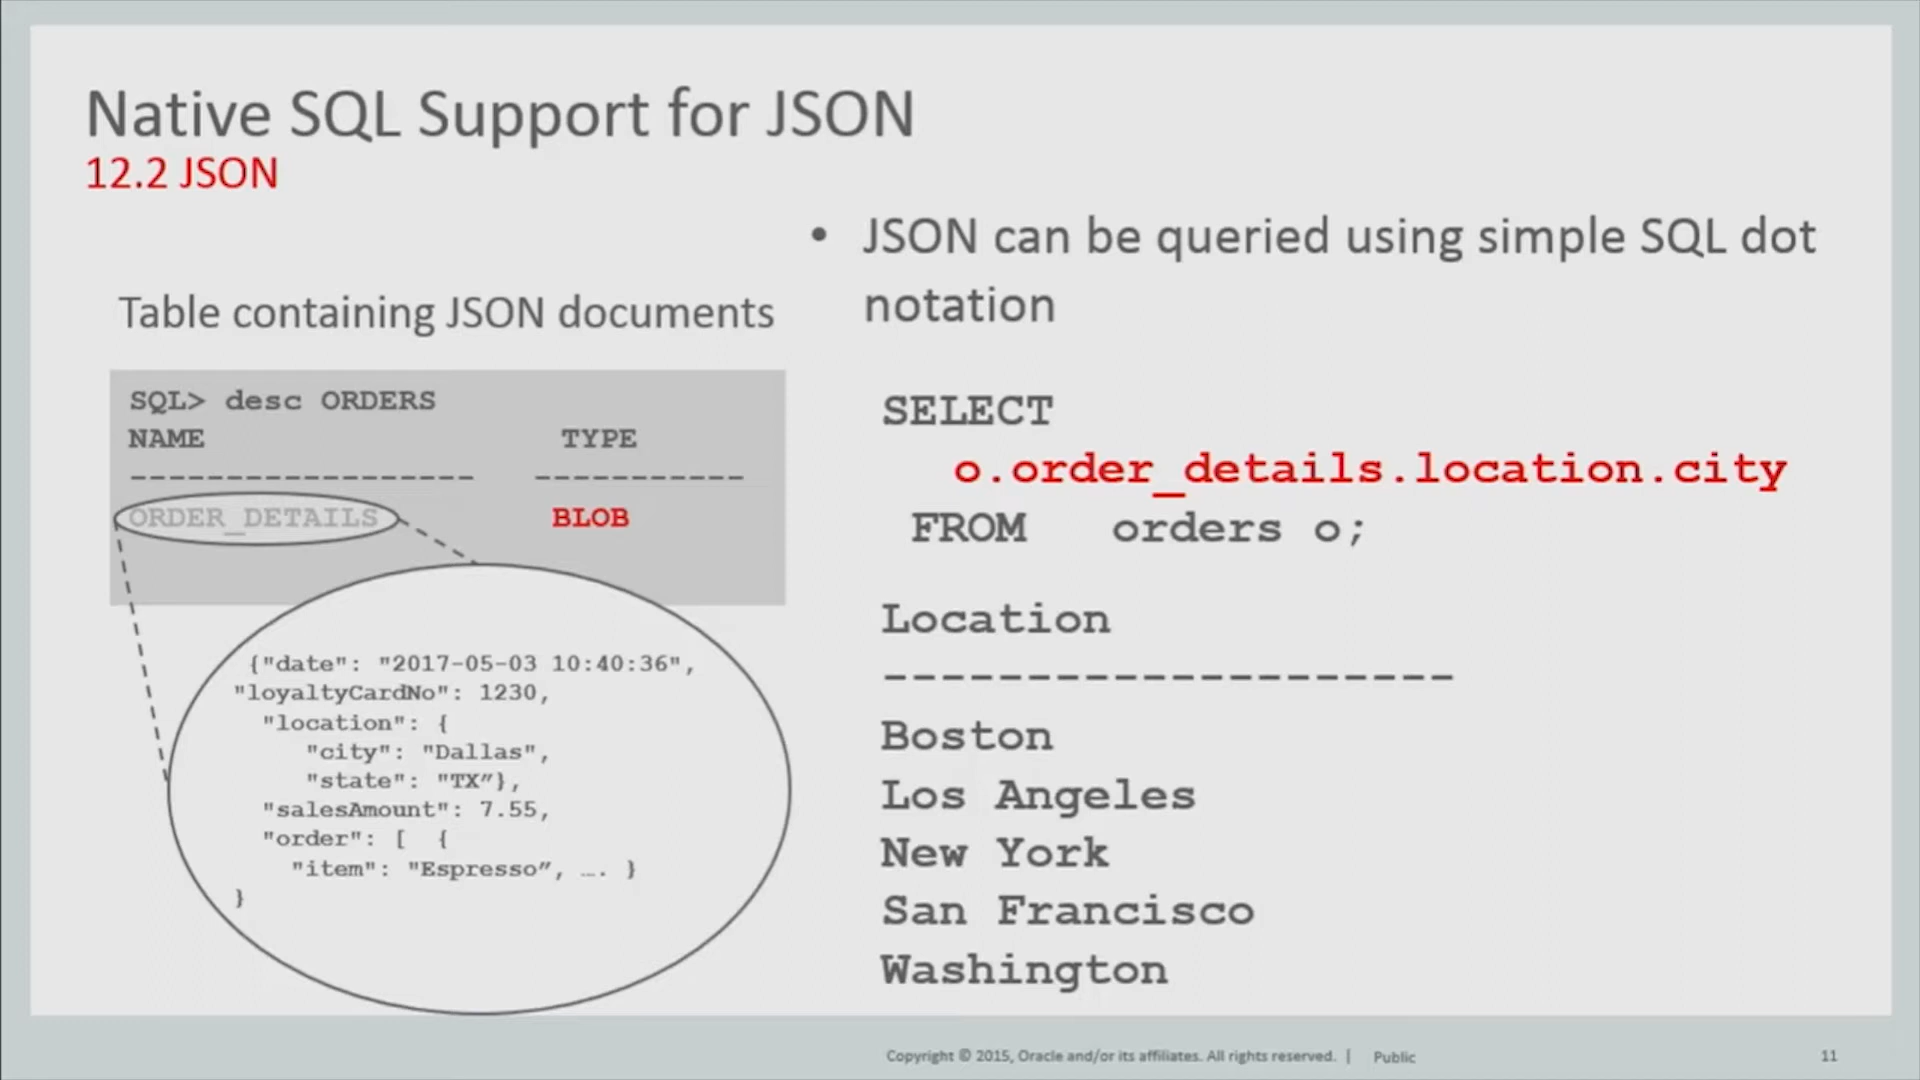 Native SQL Support for JSON
12.2 JSON
Table containing JSON documents
SQL> desc ORDERS
NAME TYPE
------------------ -----------
ORDER_DETAILS BLOB
{"date": "2017-05-03 10:40:36",
"loyaltyCardNo": 1230,
"location": {
"city": "Dallas",
"state": "TX”},
"salesAmount": 7.55,
"order": [ {
"item": "Espresso”, …. }
}
• JSON can be queried using simple SQL dot
notation
SELECT
o.order_details.location.city
FROM orders o;
Location
--------------------
Boston
Los Angeles
New York
San Francisco
Washington
Copyright © 2015, Oracle and/or its affiliates. All rights reserved. | Public 11